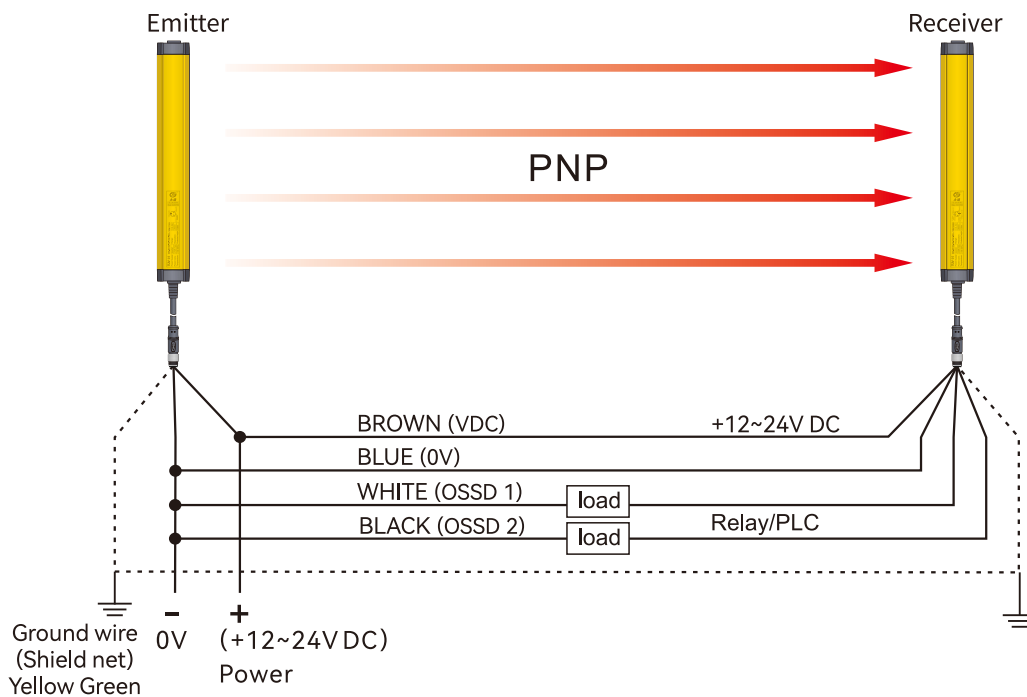 Emitter
Receiver
PNP
BROWN (VDC)
+12~24V DC
BLUE (0V)
WHITE (OSSD 1)
load
BLACK (OSSD 2)
load
Relay/PLC
Ground wire
(Shield net)
Yellow Green
-
0V
+
(+12~24V DC)
Power